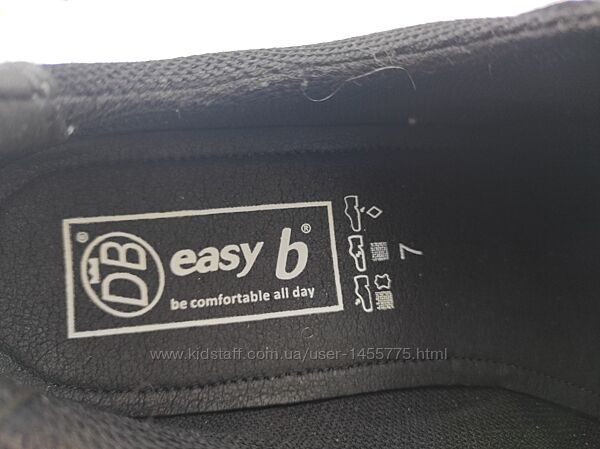 DB ®
easy b ®
be comfortable all day
7
www.kidstaff.com.ua/user-1455775.html